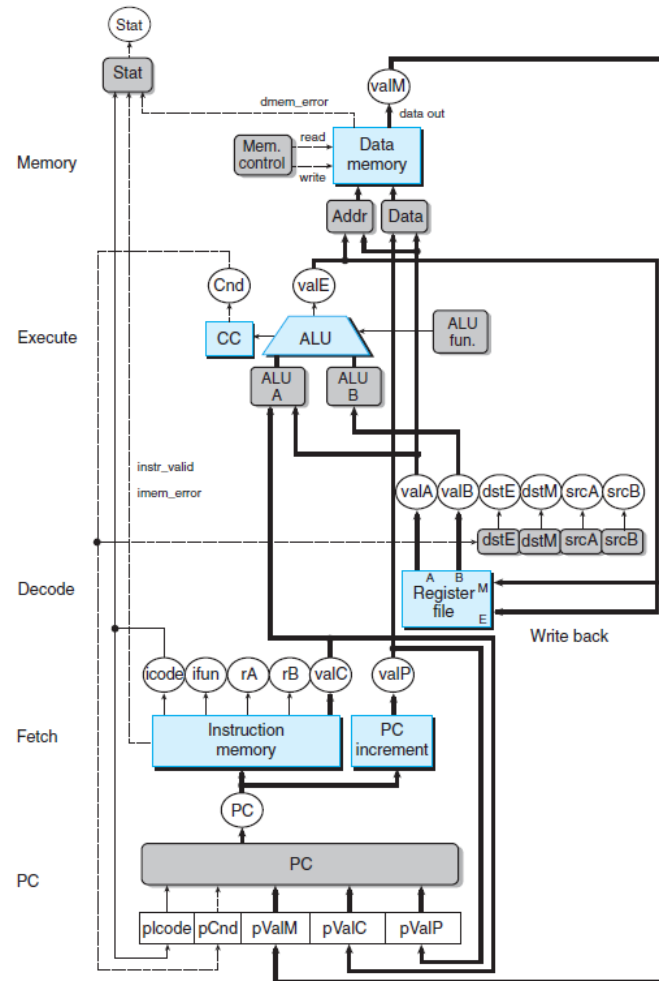 Stat
Stat
valM
dmem_error
data out
Memory
Mem.
control
read
write
Data
memory
Addr
Data
Cnd
valE
Execute
CC
ALU
ALU
fun.
ALU
A
ALU
B
instr_valid
imem_error
valA
valB
dstE
dstM
srcA
srcB
dstE
dstM
srcA
srcB
Decode
A
B
Register
file
M
E
Write back
icode
ifun
rA
rB
valC
valP
Fetch
Instruction
memory
PC
increment
PC
PC
PC
pIcode
pCnd
pValM
pValC
pValP